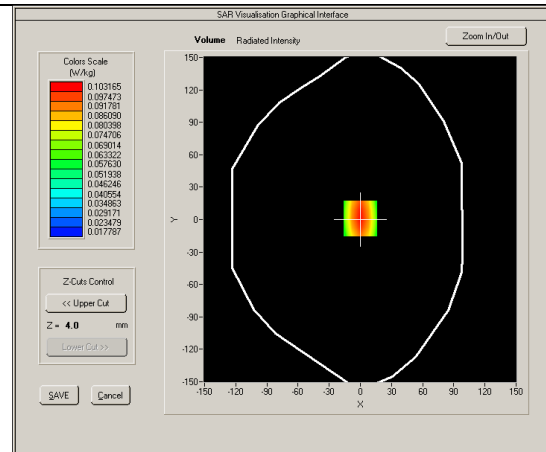 SAR Visualisation Graphical Interface
Volume Radiated Intensity
Zoom In/Out
Colors Scale
(W/kg)
0.103165
0.097473
0.091781
0.086090
0.080398
0.074706
0.069014
0.063322
0.057630
0.051938
0.046246
0.040554
0.034863
0.029171
0.023479
0.017787
Z-Cuts Control
<< Upper Cut
Z = 4.0 mm
Lower Cut >>
SAVE Cancel
150
120
90
60
30
0
-30
-60
-90
-120
-150
Y
-150 -120 -90 -60 -30 0 30 60 90 120 150
X